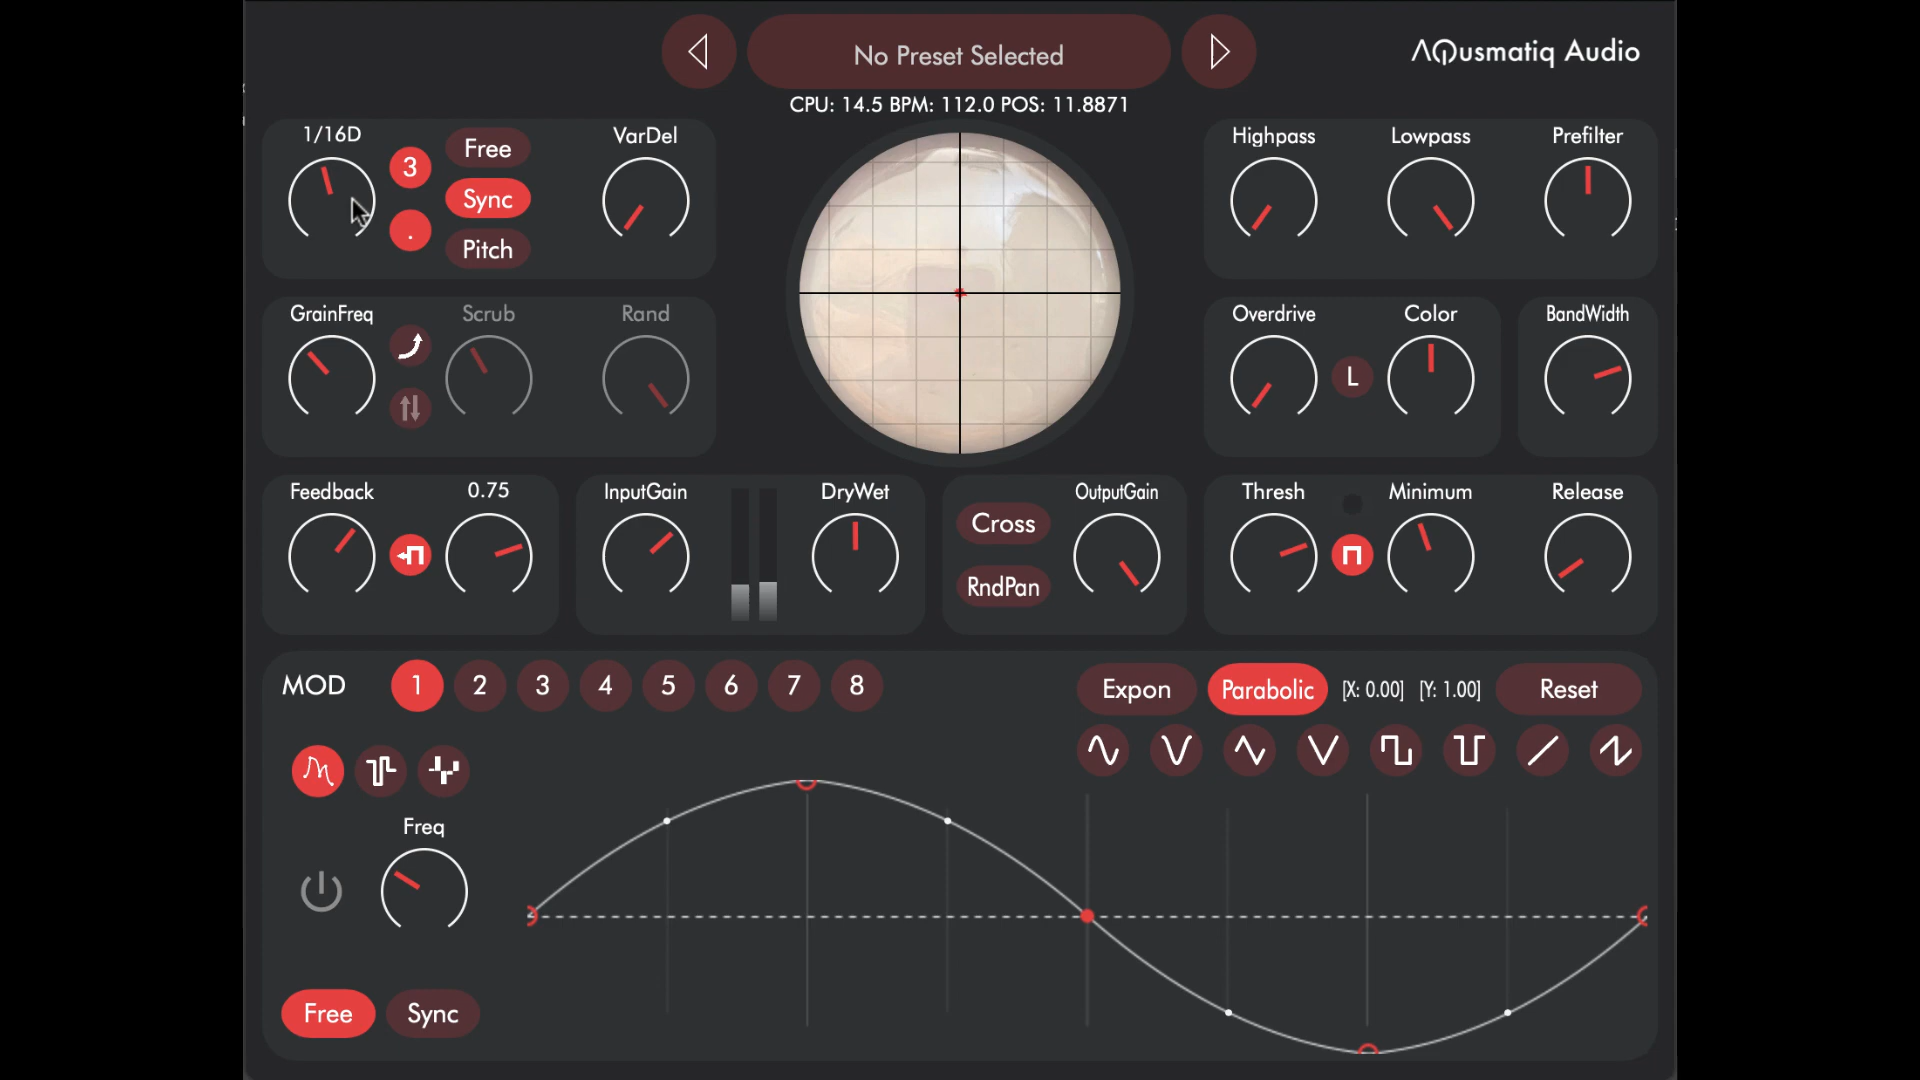 No Preset Selected
ΛQusmatiq Audio
CPU: 14.5 BPM: 112.0 POS: 11.8871
1/16D
3
.
Free
Sync
Pitch
VarDel
Highpass
Lowpass
Prefilter
GrainFreq
Scrub
Rand
Overdrive
L
Color
BandWidth
Feedback
0.75
InputGain
DryWet
Cross
RndPan
OutputGain
Thresh
Minimum
Release
MOD
1 2 3 4 5 6 7 8
Expon
Parabolic
[X: 0.00] [Y: 1.00]
Reset
Freq
Free
Sync